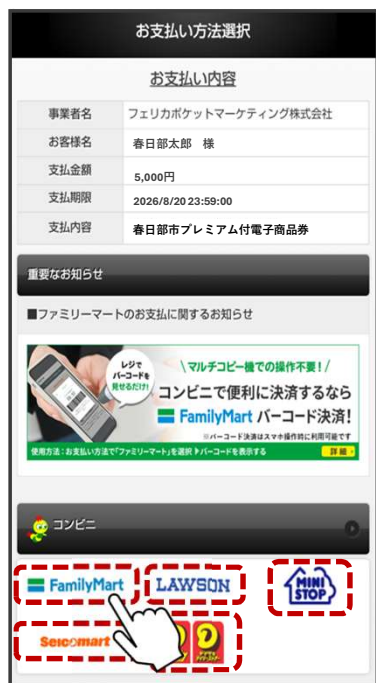 お支払い方法選択
お支払い内容
事業者名 フェリカポケットマーケティング株式会社
お客様名 春日部太郎 様
支払金額 5,000円
支払期限 2026/8/20 23:59:00
支払内容 春日部市プレミアム付電子商品券
重要なお知らせ
■ファミリーマートのお支払に関するお知らせ
レジで
バーコードを
見せるだけ!
\マルチコピー機での操作不要!/
コンビニで便利に決済するなら
FamilyMart バーコード決済!
※バーコード決済はスマホ操作時に利用可能です
使用方法:お支払い方法で「ファミリーマート」を選択▶バーコードを表示する 詳細
コンビニ
FamilyMart LAWSON MINI STOP
Seicomart